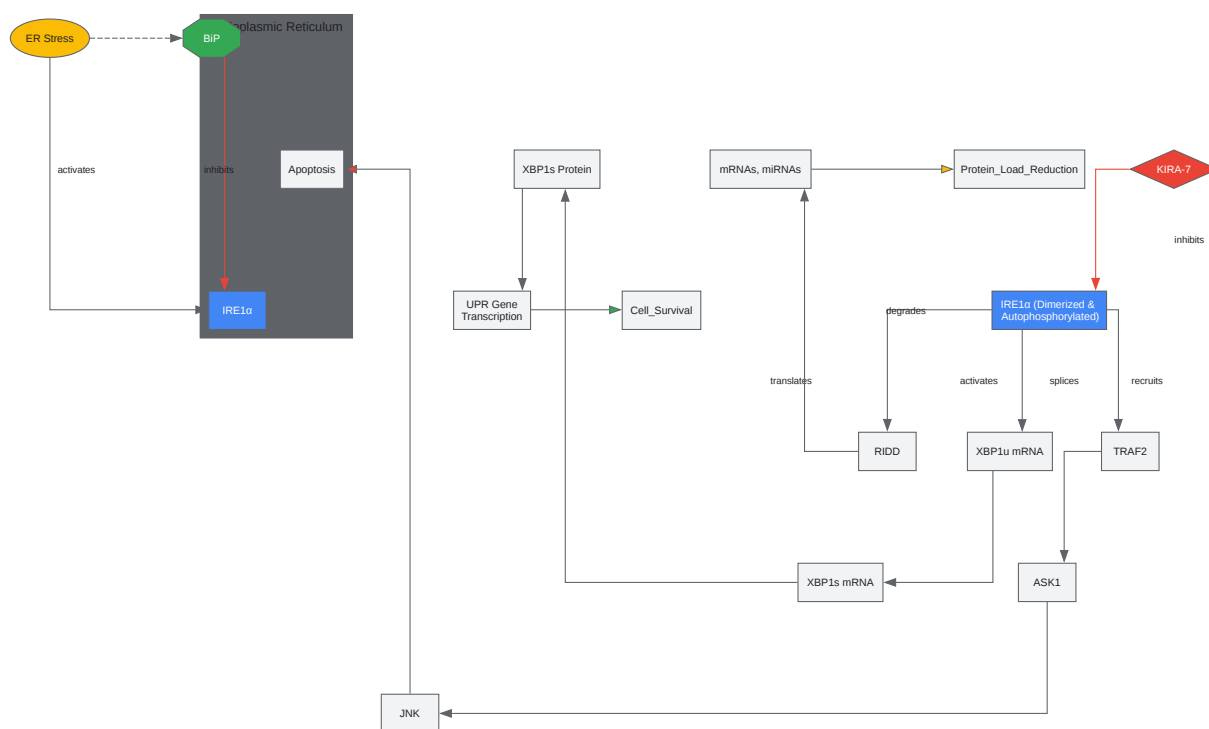 ER Stress
BiP
plasmic Reticulum
activates
inhibits
Apoptosis
XBP1s Protein
mRNAs, miRNAs
Protein_Load_Reduction
KIRA-7
inhibits
IRE1α
UPR Gene
Transcription
Cell_Survival
IRE1α (Dimerized &
Autophosphorylated)
degrades
translates
activates
splices
recruits
RIDD
XBP1u mRNA
TRAF2
XBP1s mRNA
ASK1
JNK